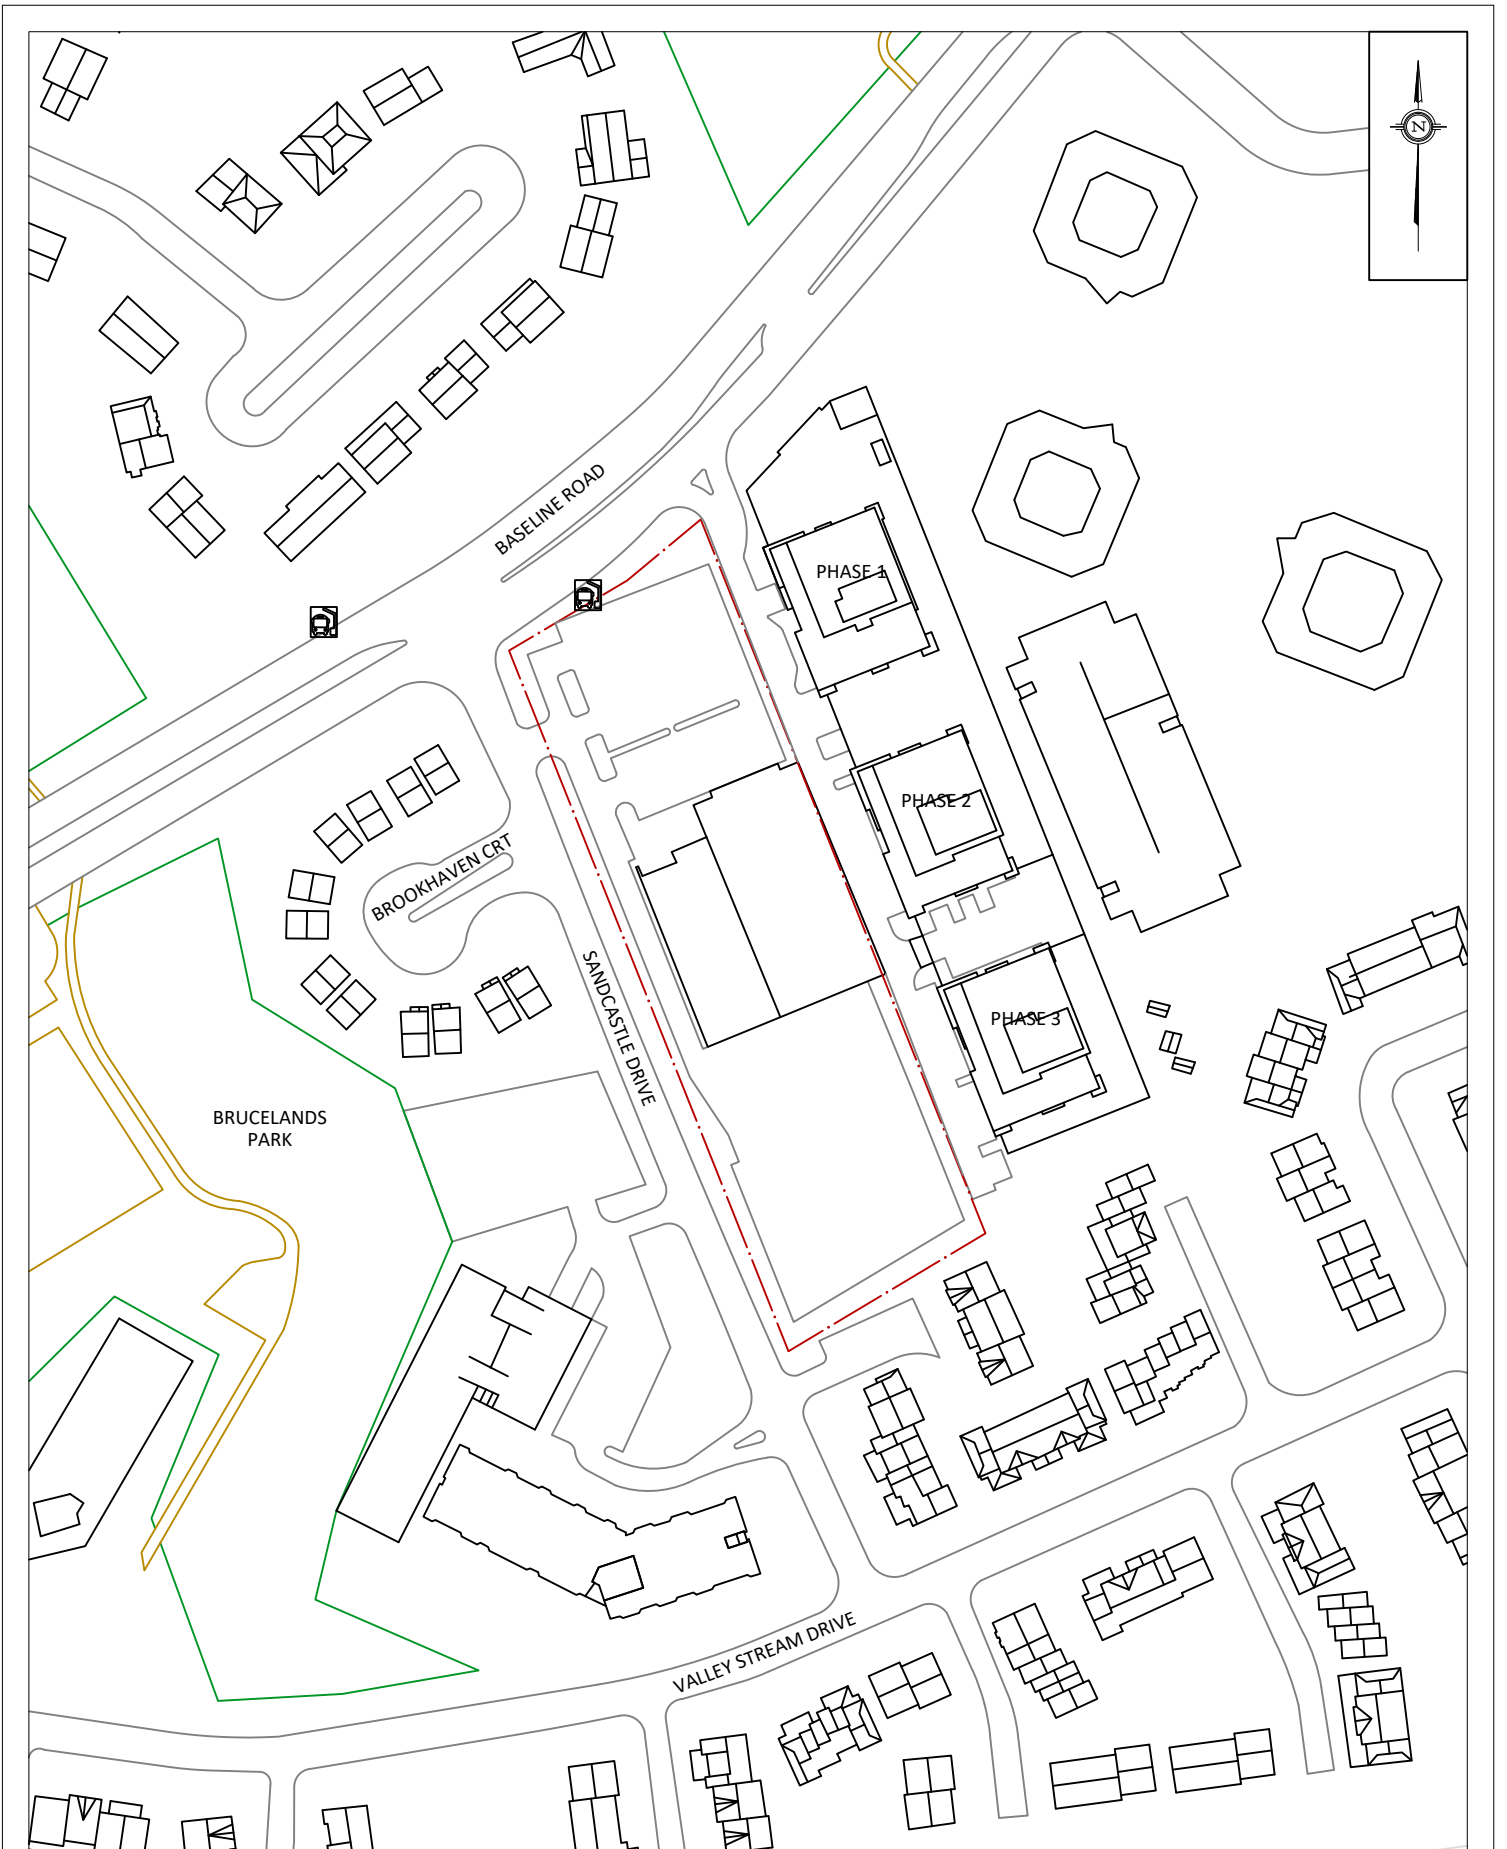 N
BASELINE ROAD
PHASE 1
PHASE 2
BROOKHAVEN CRT
SANDCASTLE DRIVE
PHASE 3
BRUCELANDS
PARK
VALLEY STREAM DRIVE